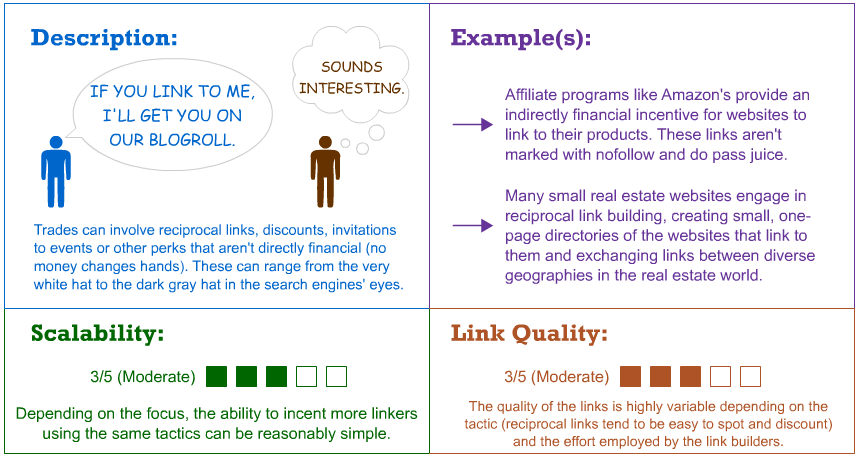 Description:
IF YOU LINK TO ME,
I'LL GET YOU ON
OUR BLOGROLL.
SOUNDS
INTERESTING.
Trades can involve reciprocal links, discounts, invitations
to events or other perks that aren't directly financial (no
money changes hands). These can range from the very
white hat to the dark gray hat in the search engines' eyes.
Example(s):
Affiliate programs like Amazon's provide an
indirectly financial incentive for websites to
link to their products. These links aren't
marked with nofollow and do pass juice.
Many small real estate websites engage in
reciprocal link building, creating small, one-
page directories of the websites that link to
them and exchanging links between diverse
geographies in the real estate world.
Scalability:
3/5 (Moderate)
Depending on the focus, the ability to incent more linkers
using the same tactics can be reasonably simple.
Link Quality:
3/5 (Moderate)
The quality of the links is highly variable depending on the
tactic (reciprocal links tend to be easy to spot and discount)
and the effort employed by the link builders.